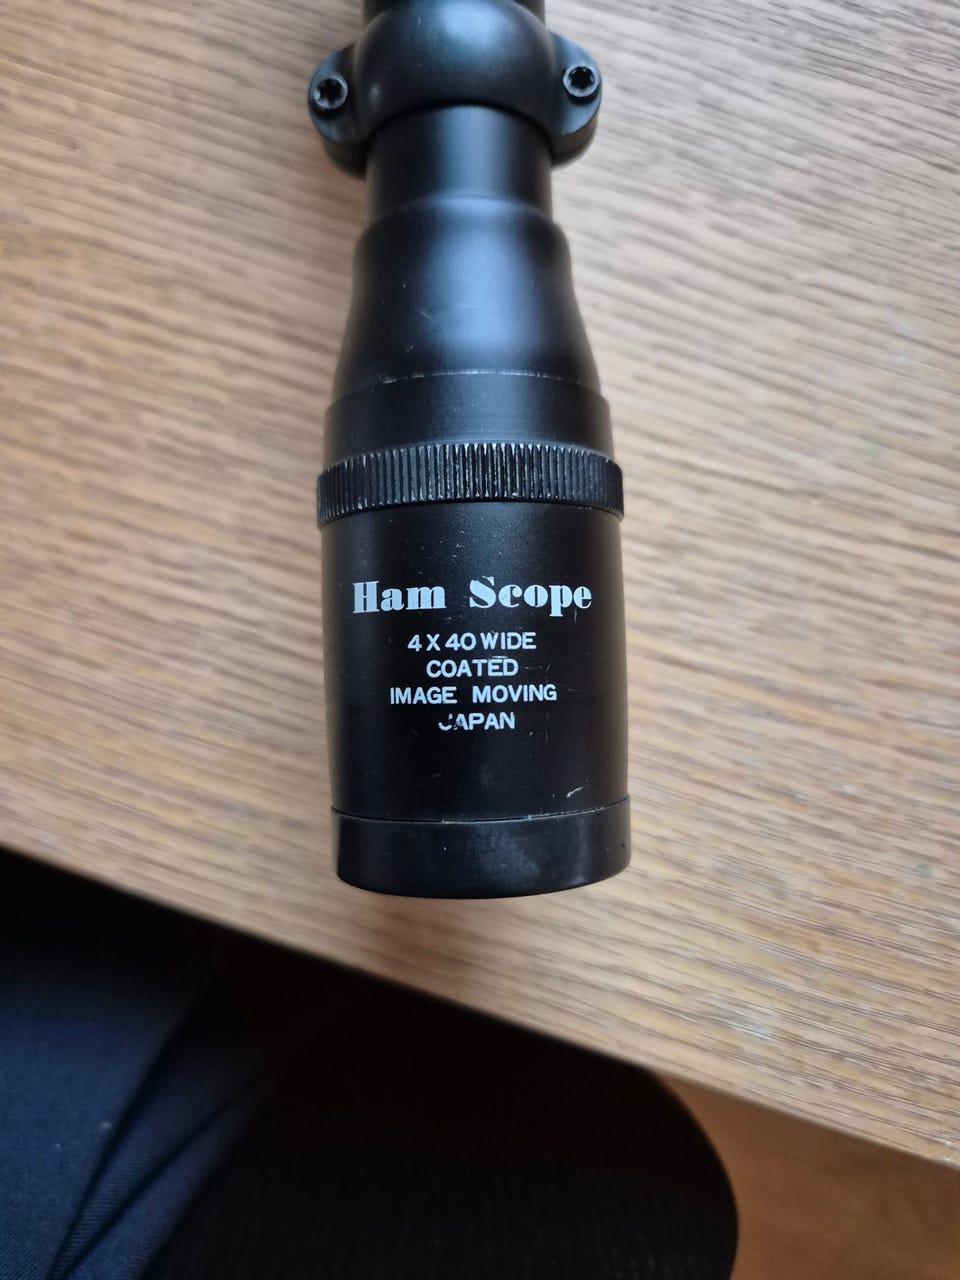 Ham Scope
4 X 40 WIDE
COATED
IMAGE MOVING
JAPAN